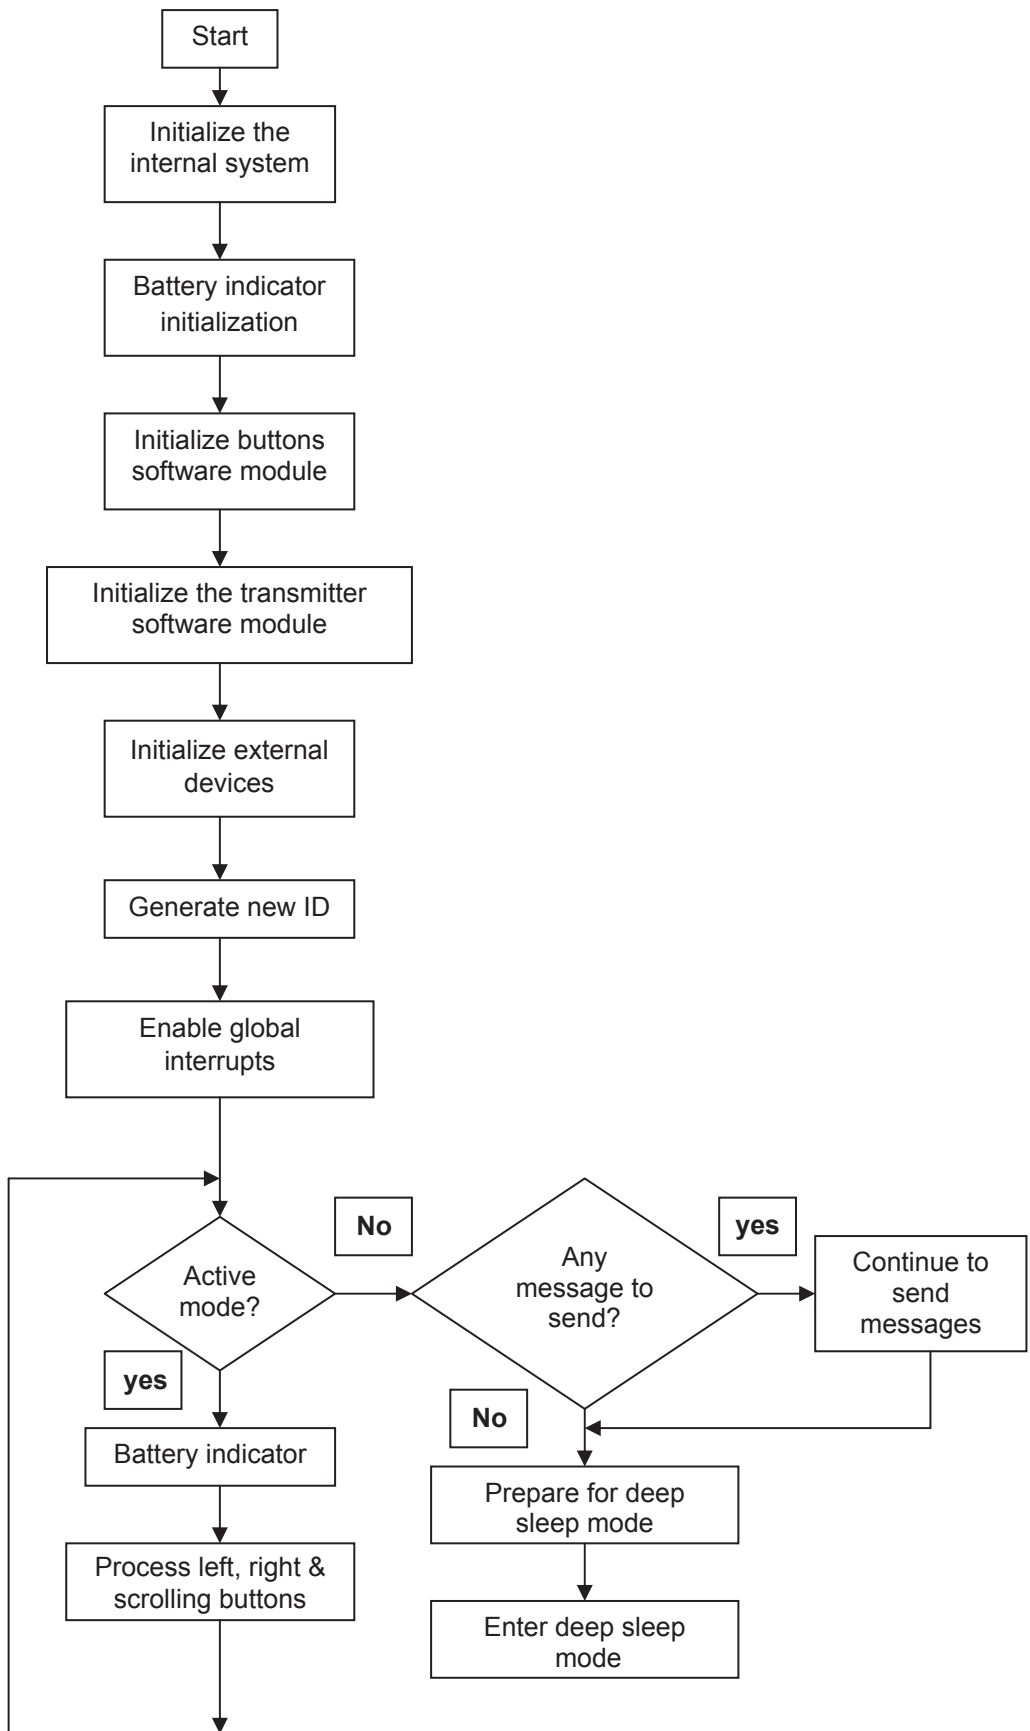 Start
Initialize the
internal system
Battery indicator
initialization
Initialize buttons
software module
Initialize the transmitter
software module
Initialize external
devices
Generate new ID
Enable global
interrupts
Active
mode?
No
Any
message to
send?
yes
Continue to
send
messages
yes
Battery indicator
Process left, right &
scrolling buttons
No
Prepare for deep
sleep mode
Enter deep sleep
mode